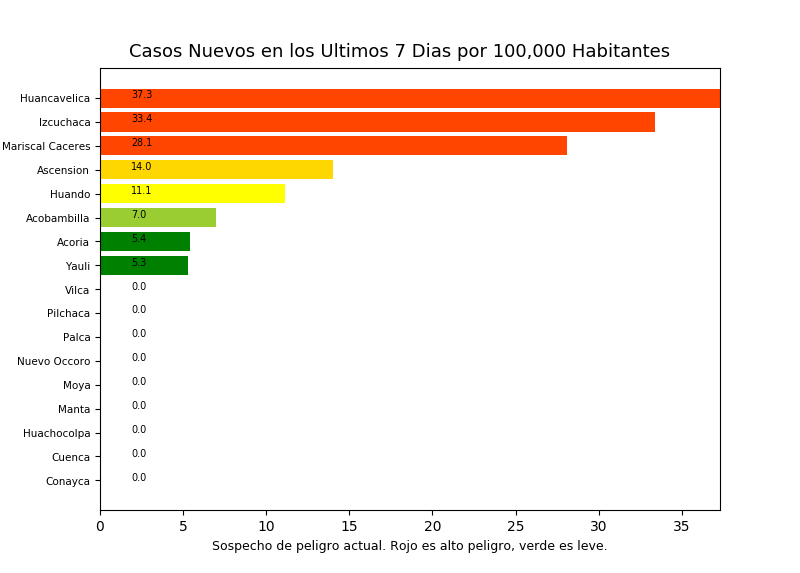 Casos Nuevos en los Ultimos 7 Dias por 100,000 Habitantes
Huancavelica 37.3
Izcuchaca 33.4
Mariscal Caceres 28.1
Ascension 14.0
Huando 11.1
Acobambilla 7.0
Acoria 5.4
Yauli 5.3
Vilca 0.0
Pilchaca 0.0
Palca 0.0
Nuevo Occoro 0.0
Moya 0.0
Manta 0.0
Huachocolpa 0.0
Cuenca 0.0
Conayca 0.0
0 5 10 15 20 25 30 35
Sospecho de peligro actual. Rojo es alto peligro, verde es leve.